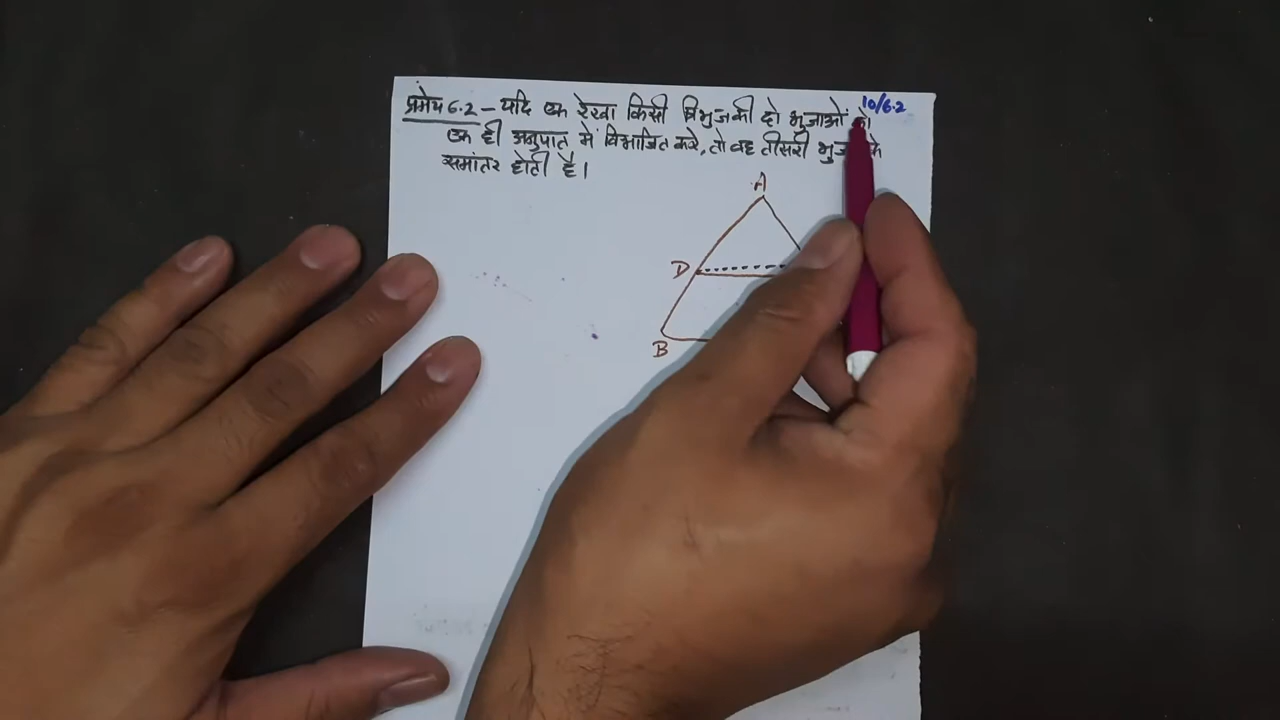 प्रमेय 6.2 - यदि एक रेखा किसी त्रिभुज की दो भुजाओं को
10/6.2
एक ही अनुपात में विभाजित करे, तो वह तीसरी के
समांतर होती है।
A
D
B